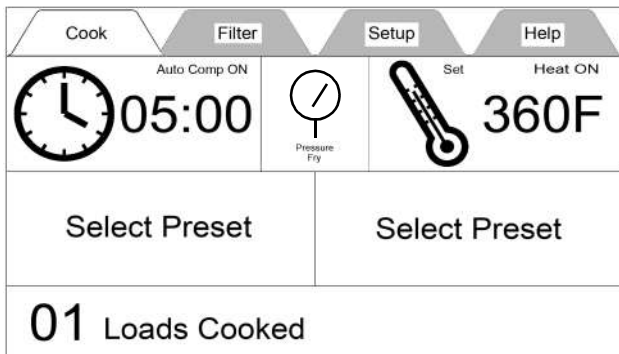 Cook
Filter
Setup
Help
Auto Comp ON
05:00
Pressure
Fry
Set
Heat ON
360F
Select Preset
Select Preset
01 Loads Cooked